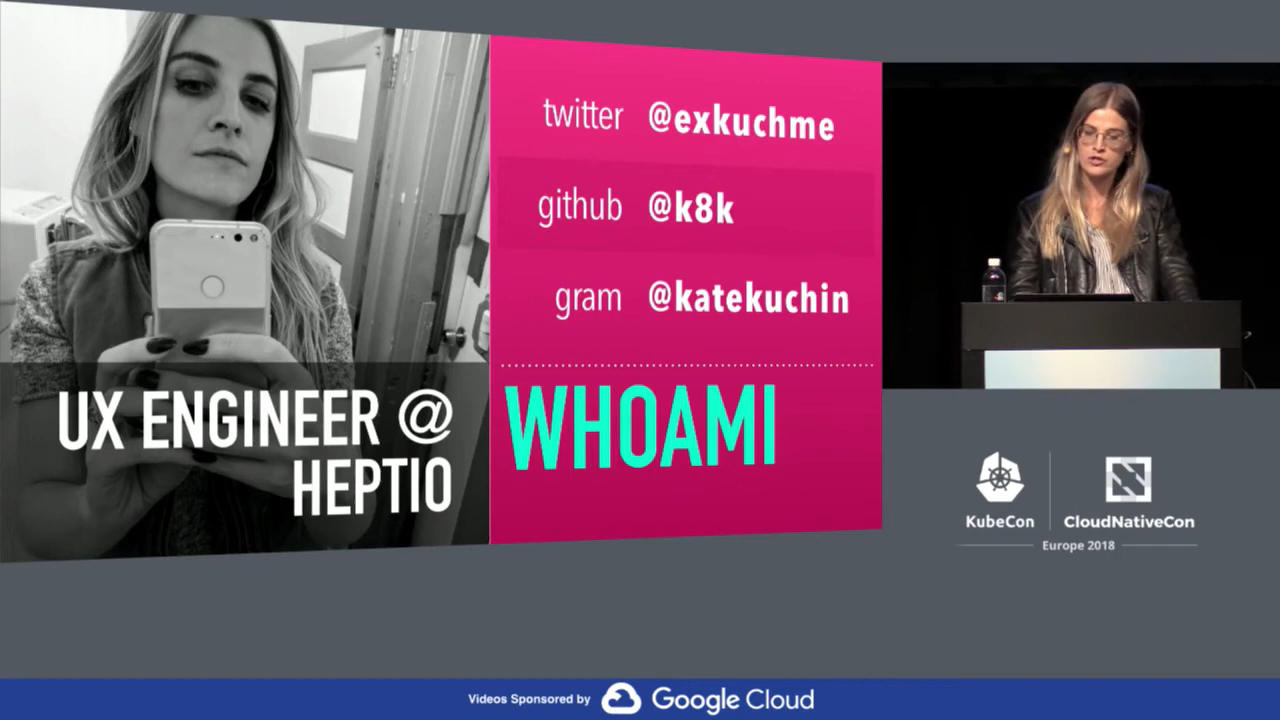 twitter @exkuchme
github @k8k
gram @katekuchin
UX ENGINEER @
HEPTIO
WHOAMI
KubeCon
CloudNativeCon
Europe 2018
Videos Sponsored by Google Cloud